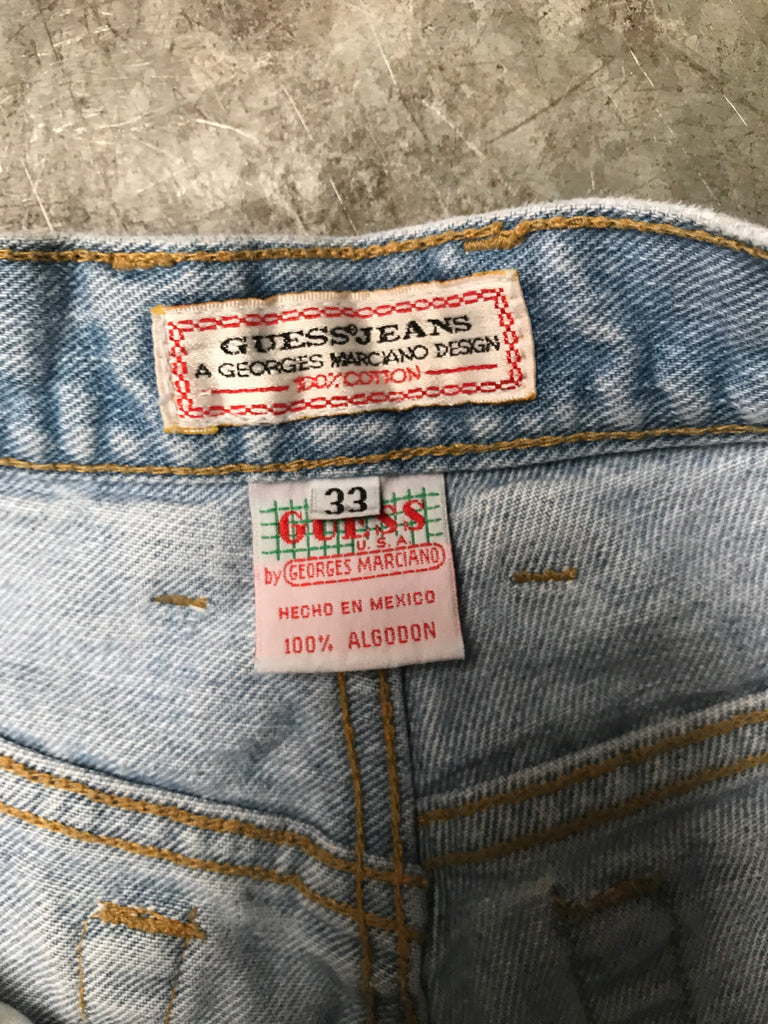 GUESS® JEANS
A GEORGES MARCIANO DESIGN
100% COTTON
33
GUESS
U.S.A.
by GEORGES MARCIANO
HECHO EN MEXICO
100% ALGODON